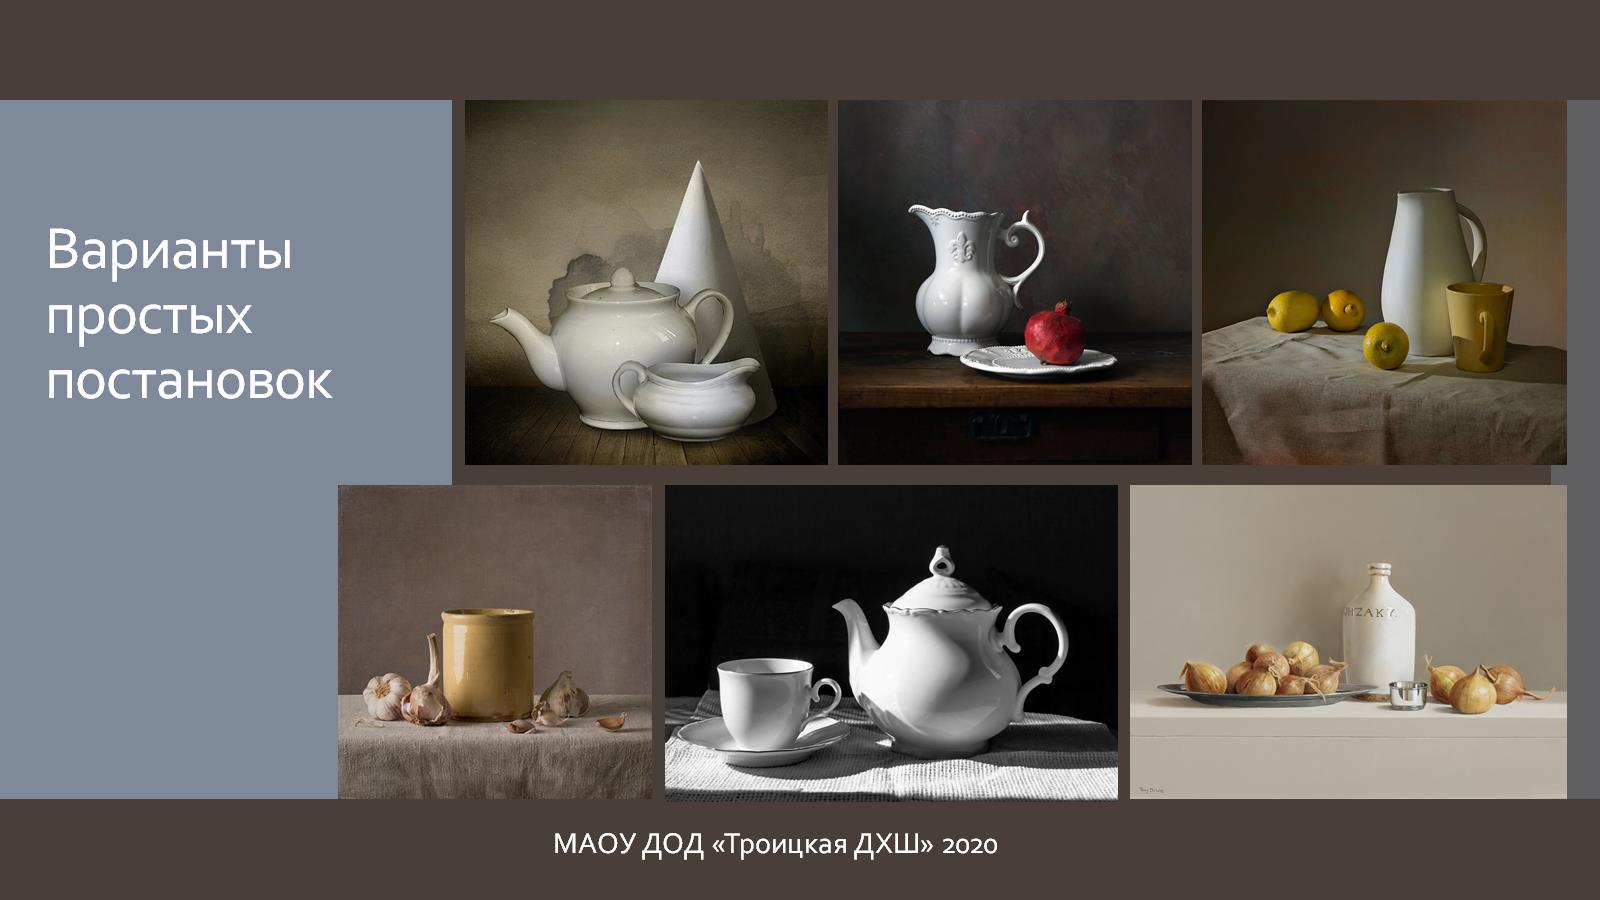 Варианты
простых
постановок
МАОУ ДОД «Троицкая ДХШ» 2020